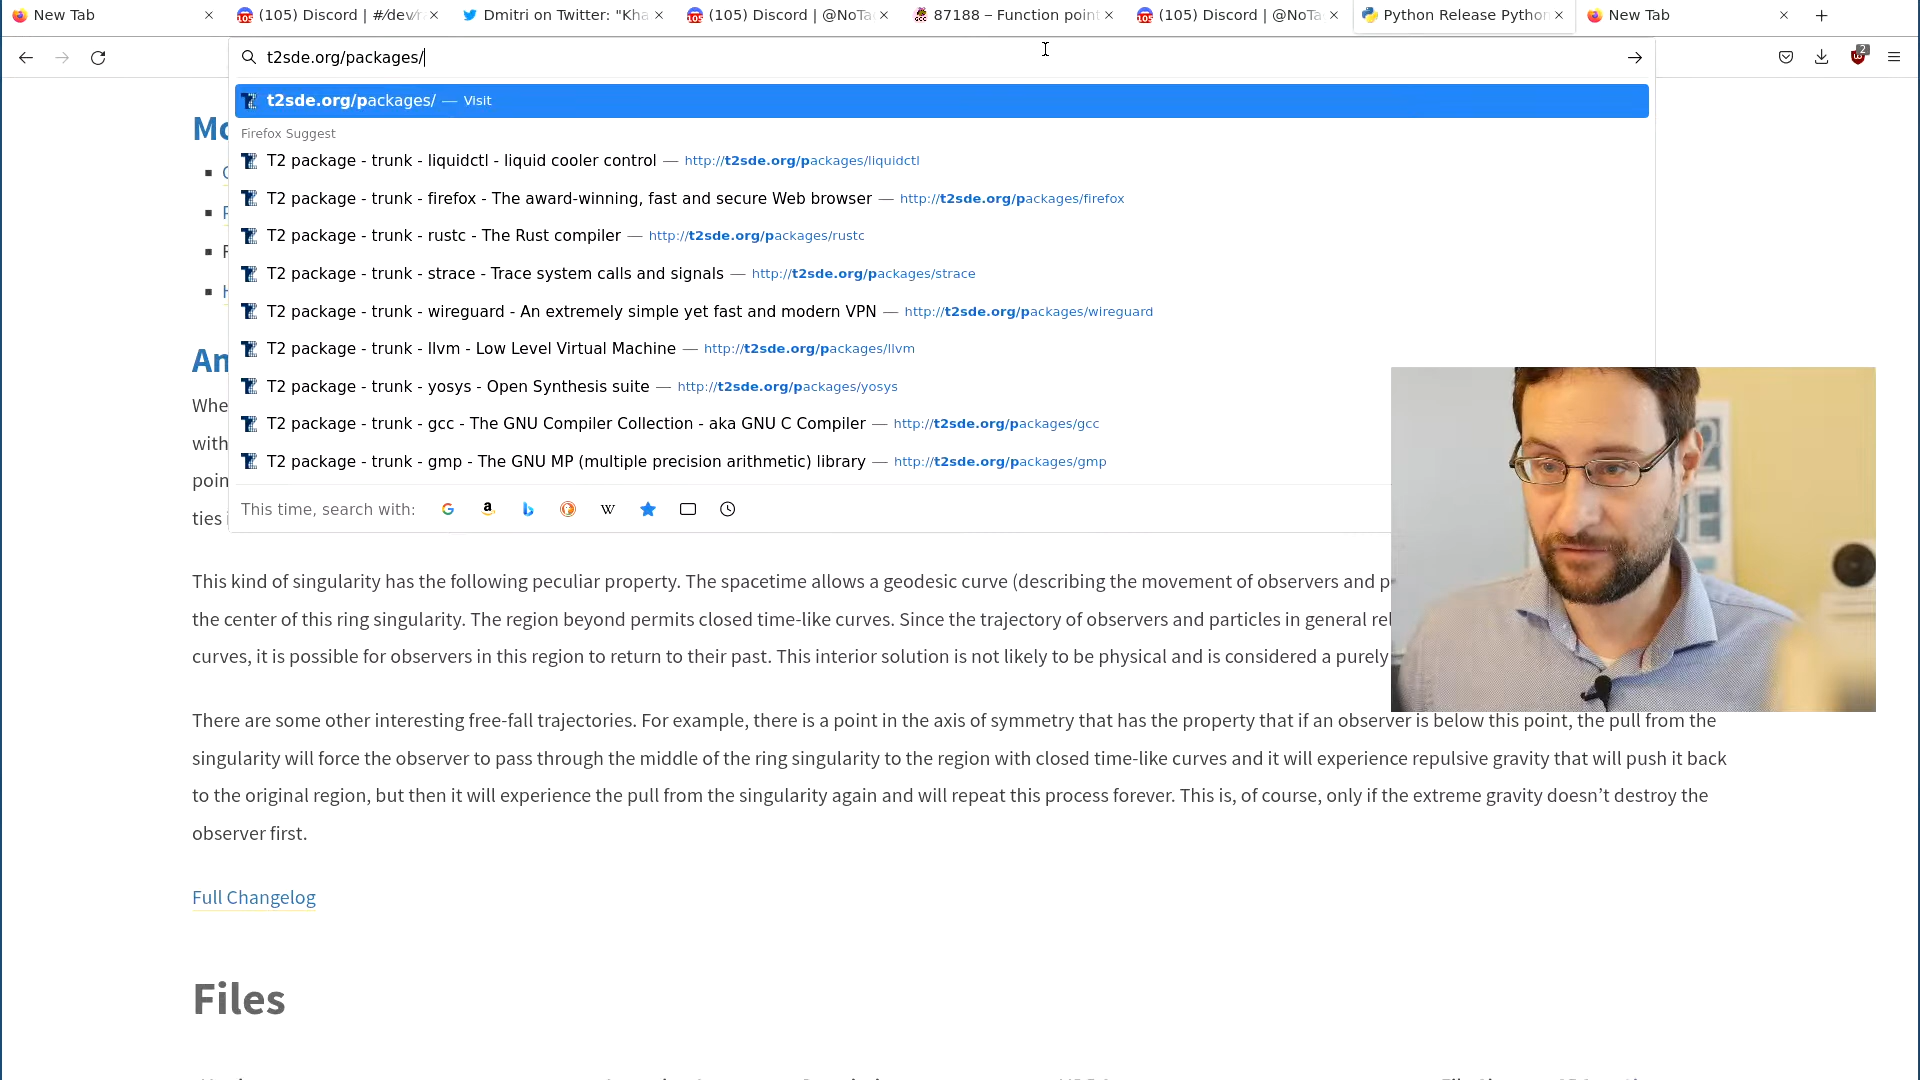 New Tab
(105) Discord | #/dev/r
Dmitri on Twitter: "Kha
(105) Discord | @NoTa
87188 – Function point
(105) Discord | @NoTa
Python Release Python
New Tab
t2sde.org/packages/
2
t2sde.org/packages/ — Visit
Firefox Suggest
T2 package - trunk - liquidctl - liquid cooler control — http://t2sde.org/packages/liquidctl
T2 package - trunk - firefox - The award-winning, fast and secure Web browser — http://t2sde.org/packages/firefox
T2 package - trunk - rustc - The Rust compiler — http://t2sde.org/packages/rustc
T2 package - trunk - strace - Trace system calls and signals — http://t2sde.org/packages/strace
T2 package - trunk - wireguard - An extremely simple yet fast and modern VPN — http://t2sde.org/packages/wireguard
T2 package - trunk - llvm - Low Level Virtual Machine — http://t2sde.org/packages/llvm
T2 package - trunk - yosys - Open Synthesis suite — http://t2sde.org/packages/yosys
T2 package - trunk - gcc - The GNU Compiler Collection - aka GNU C Compiler — http://t2sde.org/packages/gcc
T2 package - trunk - gmp - The GNU MP (multiple precision arithmetic) library — http://t2sde.org/packages/gmp
This time, search with:
Mo
An
Whe
with
poin
ties i
This kind of singularity has the following peculiar property. The spacetime allows a geodesic curve (describing the movement of observers and p
the center of this ring singularity. The region beyond permits closed time-like curves. Since the trajectory of observers and particles in general rel
curves, it is possible for observers in this region to return to their past. This interior solution is not likely to be physical and is considered a purely
There are some other interesting free-fall trajectories. For example, there is a point in the axis of symmetry that has the property that if an observer is below this point, the pull from the
singularity will force the observer to pass through the middle of the ring singularity to the region with closed time-like curves and it will experience repulsive gravity that will push it back
to the original region, but then it will experience the pull from the singularity again and will repeat this process forever. This is, of course, only if the extreme gravity doesn’t destroy the
observer first.
Full Changelog
Files